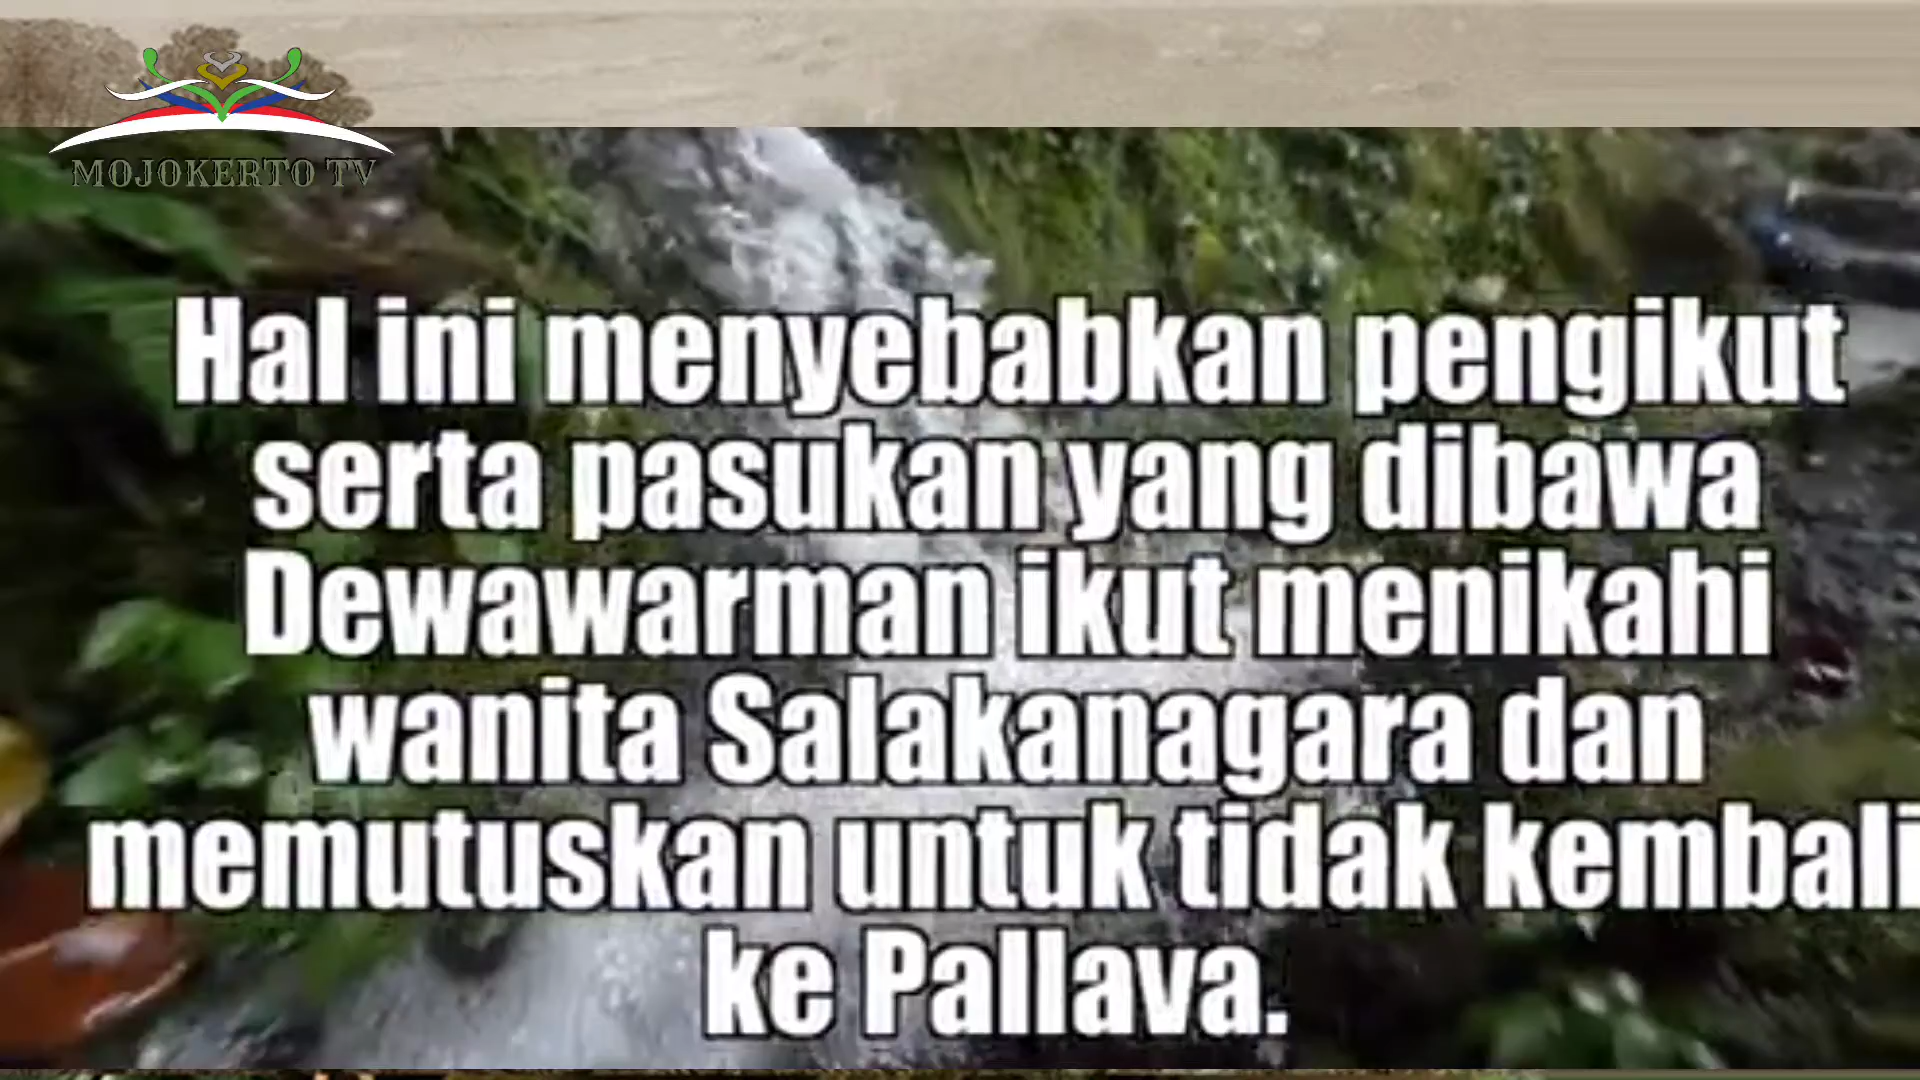 MOJOKERTO TV
Hal ini menyebabkan pengikut
serta pasukan yang dibawa
Dewawarman ikut menikahi
wanita Salakanagara dan
memutuskan untuk tidak kembali
ke Pallava.